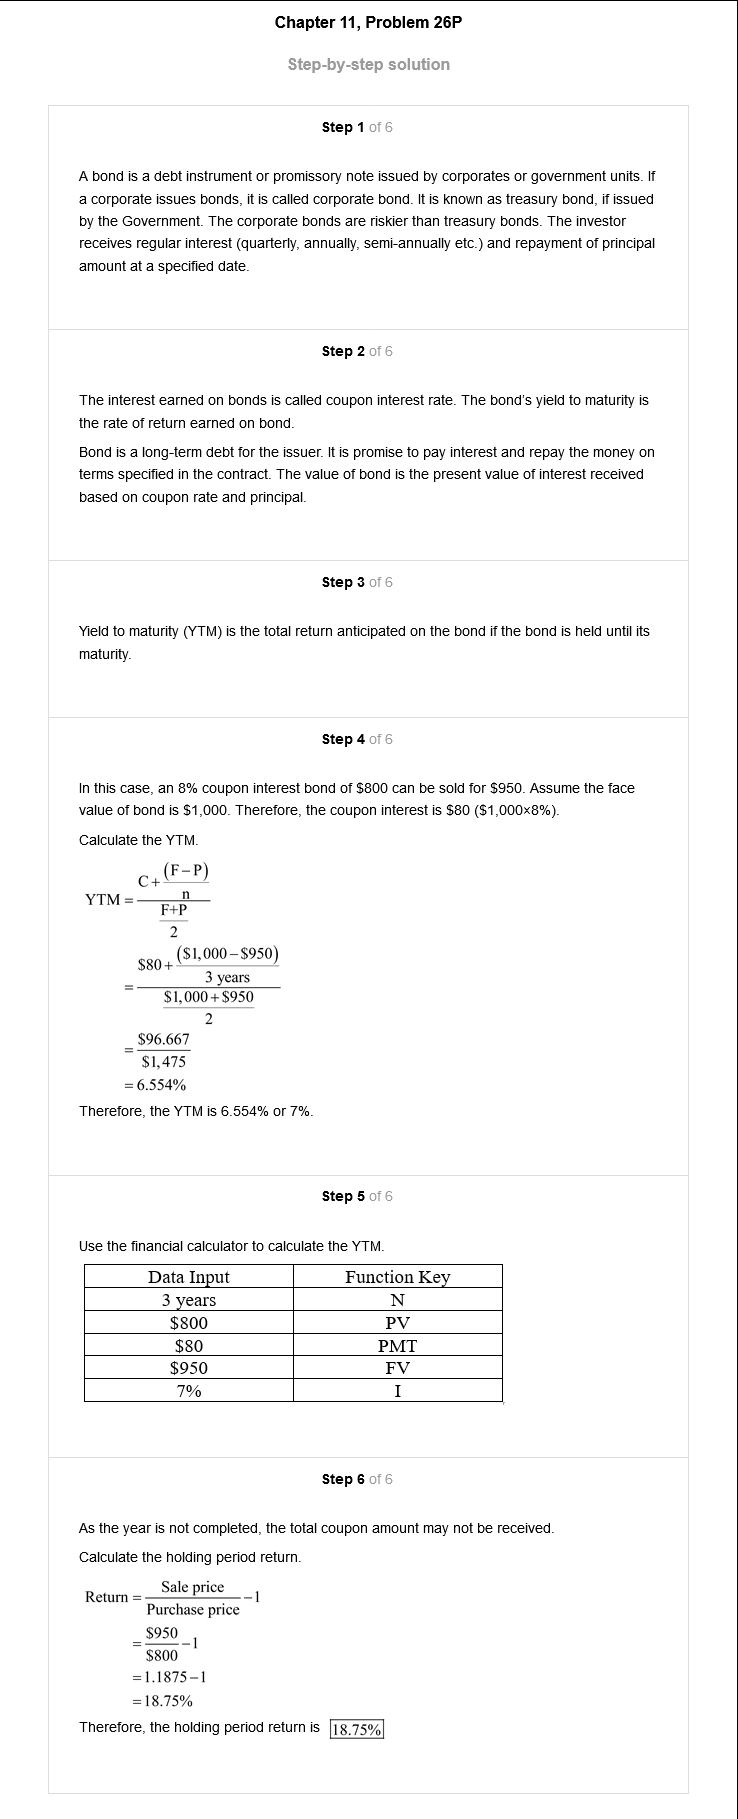 Chapter 11, Problem 26P
Step-by-step solution
Step 1 of 6
A bond is a debt instrument or promissory note issued by corporates or government units. If
a corporate issues bonds, it is called corporate bond. It is known as treasury bond, if issued
by the Government. The corporate bonds are riskier than treasury bonds. The investor
receives regular interest (quarterly, annually, semi-annually etc.) and repayment of principal
amount at a specified date.
Step 2 of 6
The interest earned on bonds is called coupon interest rate. The bond's yield to maturity is
the rate of return earned on bond.
Bond is a long-term debt for the issuer. It is promise to pay interest and repay the money on
terms specified in the contract. The value of bond is the present value of interest received
based on coupon rate and principal.
Step 3 of 6
Yield to maturity (YTM) is the total return anticipated on the bond if the bond is held until its
maturity.
Step 4 of 6
In this case, an 8% coupon interest bond of $800 can be sold for $950. Assume the face
value of bond is $1,000. Therefore, the coupon interest is $80 ($1,000×8%).
Calculate the YTM.
(F−P)
C+
n
YTM =
F+P
2
($1,000−$950)
$80+
3 years
=
$1,000+$950
2
$96.667
=
$1,475
=6.554%
Therefore, the YTM is 6.554% or 7%.
Step 5 of 6
Use the financial calculator to calculate the YTM.
Data Input Function Key
3 years N
$800 PV
$80 PMT
$950 FV
7% I
Step 6 of 6
As the year is not completed, the total coupon amount may not be received.
Calculate the holding period return.
Sale price
Return = −1
Purchase price
$950
= −1
$800
=1.1875−1
=18.75%
Therefore, the holding period return is 18.75%